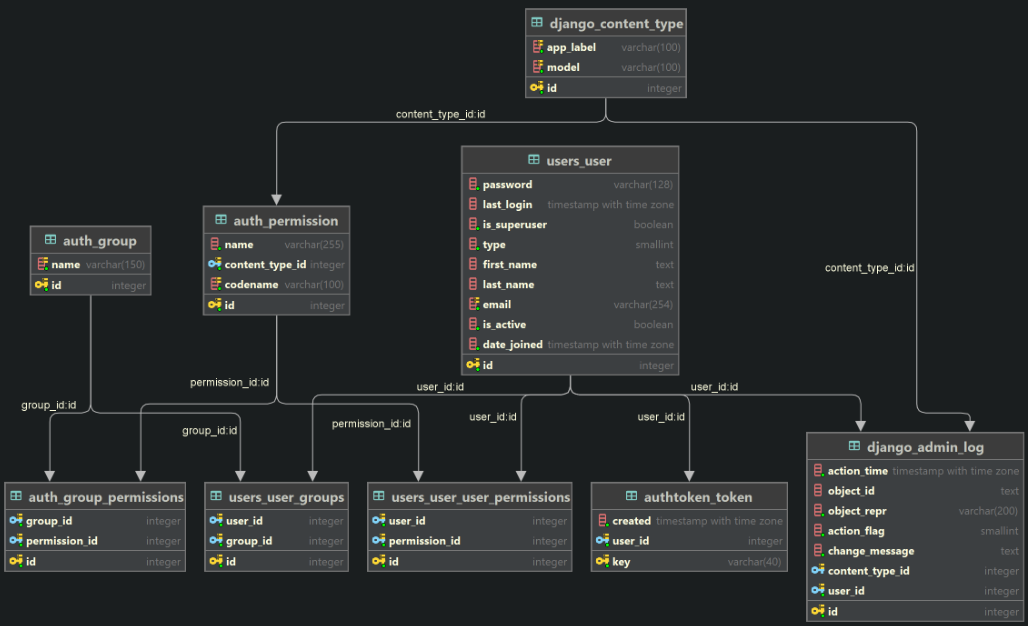 django_content_type
app_label varchar(100)
model varchar(100)
id integer
content_type_id:id
users_user
password varchar(128)
last_login timestamp with time zone
is_superuser boolean
type smallint
first_name text
last_name text
email varchar(254)
is_active boolean
date_joined timestamp with time zone
id integer
auth_permission
name varchar(255)
content_type_id integer
codename varchar(100)
id integer
auth_group
name varchar(150)
id integer
content_type_id:id
permission_id:id
user_id:id
user_id:id
group_id:id
user_id:id
user_id:id
permission_id:id
group_id:id
django_admin_log
action_time timestamp with time zone
object_id text
object_repr varchar(200)
action_flag smallint
change_message text
content_type_id integer
user_id integer
id integer
auth_group_permissions
group_id integer
permission_id integer
id integer
users_user_groups
user_id integer
group_id integer
id integer
users_user_user_permissions
user_id integer
permission_id integer
id integer
authtoken_token
created timestamp with time zone
user_id integer
key varchar(40)